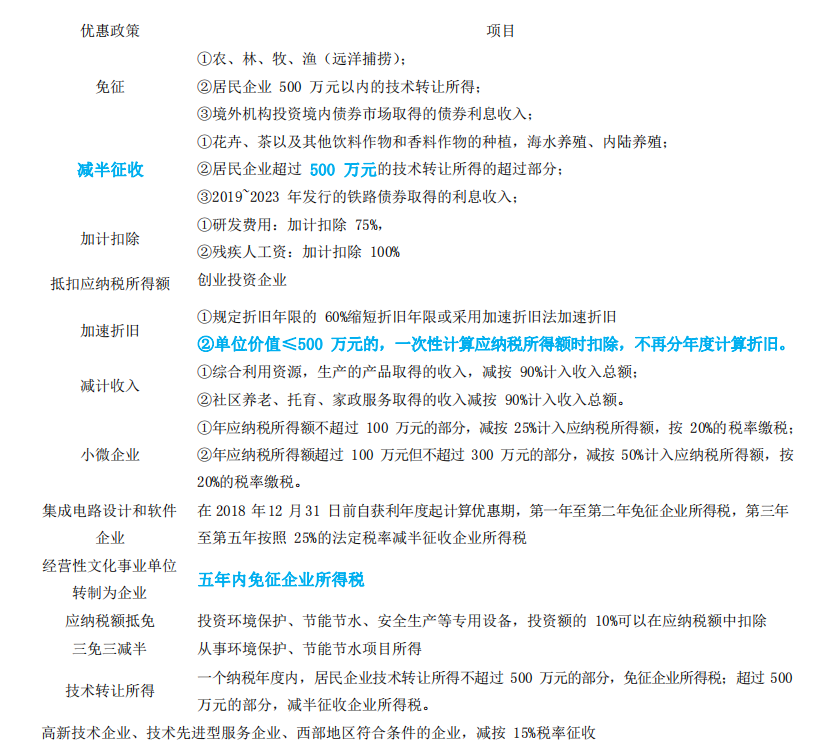 优惠政策 项目
①农、林、牧、渔（远洋捕捞）；
免征 ②居民企业 500 万元以内的技术转让所得；
③境外机构投资境内债券市场取得的债券利息收入；
①花卉、茶以及其他饮料作物和香料作物的种植，海水养殖、内陆养殖；
减半征收 ②居民企业超过 500 万元的技术转让所得的超过部分；
③2019~2023 年发行的铁路债券取得的利息收入；
①研发费用：加计扣除 75%，
加计扣除
②残疾人工资：加计扣除 100%
抵扣应纳税所得额 创业投资企业
①规定折旧年限的 60%缩短折旧年限或采用加速折旧法加速折旧
加速折旧
②单位价值≤500 万元的，一次性计算应纳税所得额时扣除，不再分年度计算折旧。
①综合利用资源，生产的产品取得的收入，减按 90%计入收入总额；
减计收入
②社区养老、托育、家政服务取得的收入减按 90%计入收入总额。
①年应纳税所得额不超过 100 万元的部分，减按 25%计入应纳税所得额，按 20%的税率缴税；
小微企业 ②年应纳税所得额超过 100 万元但不超过 300 万元的部分，减按 50%计入应纳税所得额，按
20%的税率缴税。
集成电路设计和软件 在 2018 年 12 月 31 日前自获利年度起计算优惠期，第一年至第二年免征企业所得税，第三年
企业 至第五年按照 25%的法定税率减半征收企业所得税
经营性文化事业单位
五年内免征企业所得税
转制为企业
应纳税额抵免 投资环境保护、节能节水、安全生产等专用设备，投资额的 10%可以在应纳税额中扣除
三免三减半 从事环境保护、节能节水项目所得
一个纳税年度内，居民企业技术转让所得不超过 500 万元的部分，免征企业所得税；超过 500
技术转让所得
万元的部分，减半征收企业所得税。
高新技术企业、技术先进型服务企业、西部地区符合条件的企业，减按 15%税率征收